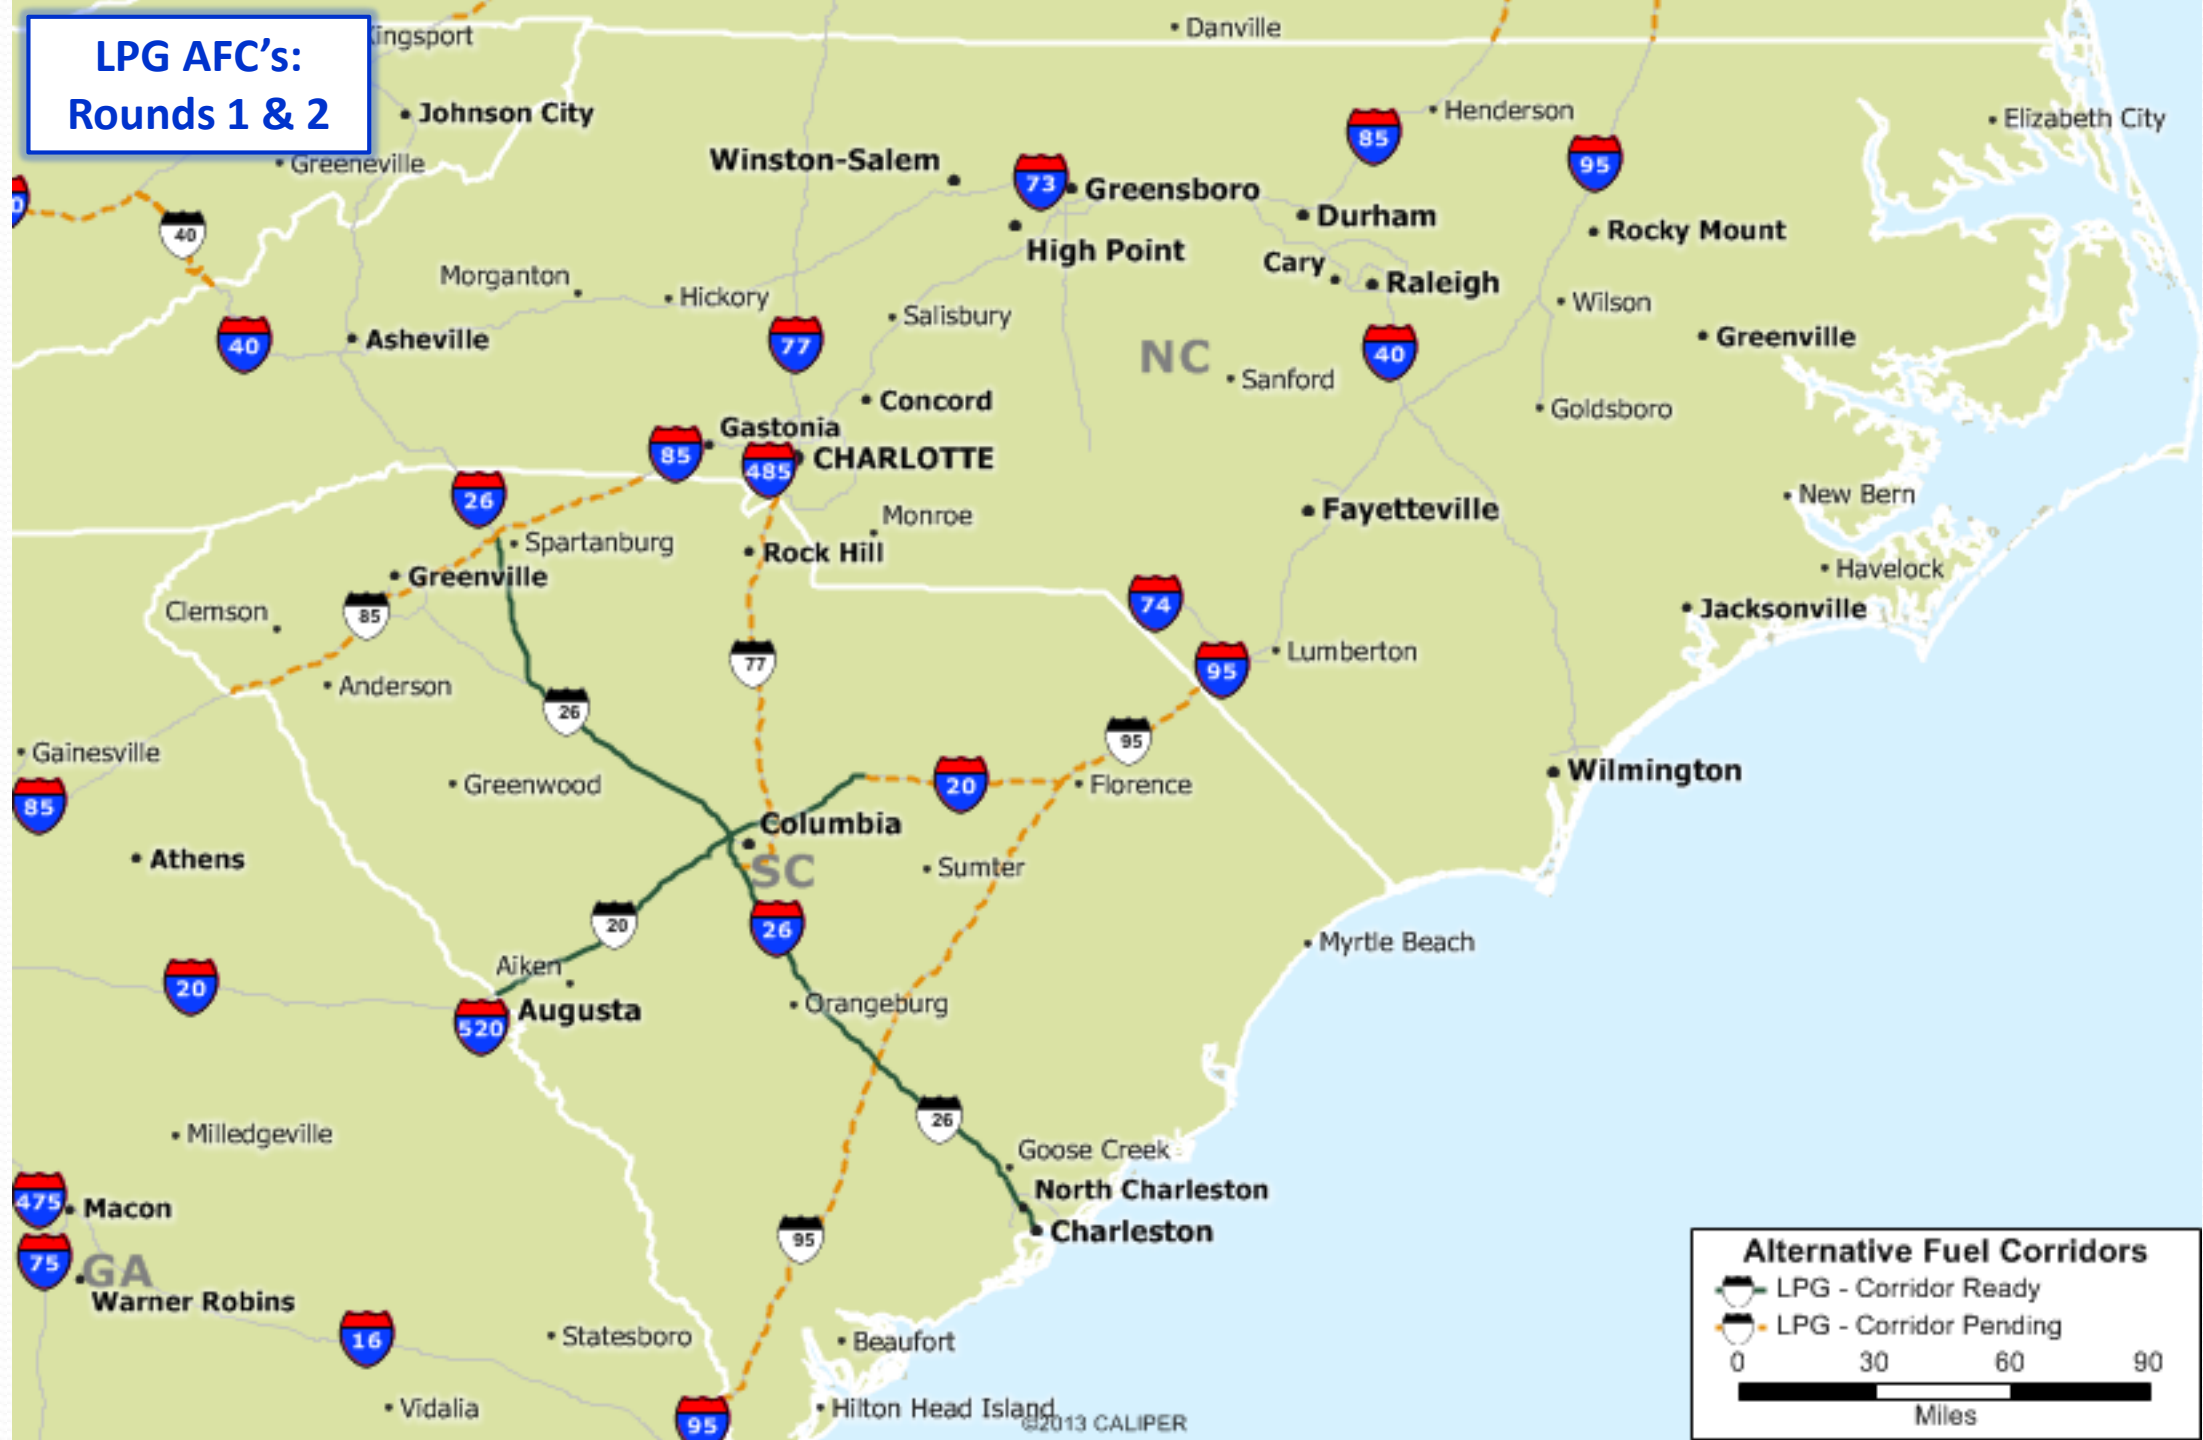 LPG AFC’s:
Rounds 1 & 2
Kingsport
Danville
Johnson City
Henderson
Elizabeth City
Greeneville
Winston-Salem
85
95
73
Greensboro
0
40
Durham
Rocky Mount
High Point
Cary
Raleigh
Morganton
Hickory
Wilson
Salisbury
40
Asheville
77
NC
40
Greenville
Sanford
Concord
Goldsboro
Gastonia
85
485
CHARLOTTE
26
New Bern
Fayetteville
Monroe
Spartanburg
Rock Hill
Greenville
Havelock
Clemson
85
74
Jacksonville
77
95
Lumberton
Anderson
26
95
Gainesville
Greenwood
20
Florence
Wilmington
85
Columbia
Athens
SC
Sumter
20
26
Myrtle Beach
Aiken
20
Augusta
Orangeburg
520
26
Milledgeville
Goose Creek
North Charleston
475
Macon
Charleston
95
75
GA
Warner Robins
16
Statesboro
Beaufort
Vidalia
95
Hilton Head Island
©2013 CALIPER
Alternative Fuel Corridors
LPG - Corridor Ready
LPG - Corridor Pending
0 30 60 90
Miles